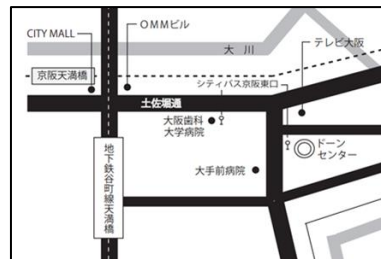 CITY MALL
OMMビル
大川
テレビ大阪
京阪天満橋
シティバス京阪東口
土佐堀通
大阪歯科
大学病院
ドーン
センター
大手前病院
地下鉄谷町線天満橋